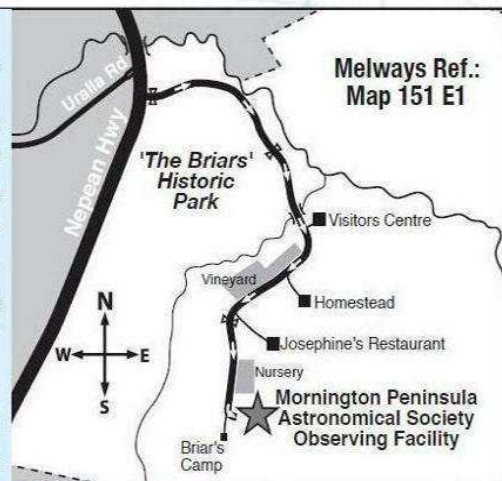 Melways Ref.:
Map 151 E1
Uralla Rd
Nepean Hwy
'The Briars'
Historic
Park
Visitors Centre
Vineyard
Homestead
N
W
E
S
Josephine's Restaurant
Nursery
Mornington Peninsula
Astronomical Society
Observing Facility
Briar's
Camp